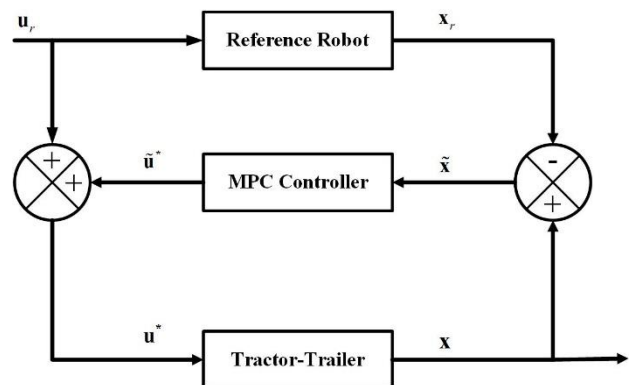 u_r
Reference Robot
x_r
+
+
ũ*
MPC Controller
x̃
-
+
u*
Tractor-Trailer
x